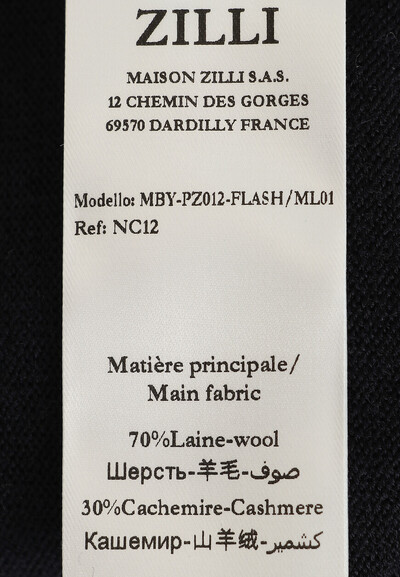 ZILLI
MAISON ZILLI S.A.S.
12 CHEMIN DES GORGES
69570 DARDILLY FRANCE
Modello: MBY-PZ012-FLASH/ML01
Ref: NC12
Matière principale/
Main fabric
70%Laine-wool
Шерсть-羊毛-صوف
30%Cachemire-Cashmere
Кашемир-山羊绒-كشمير